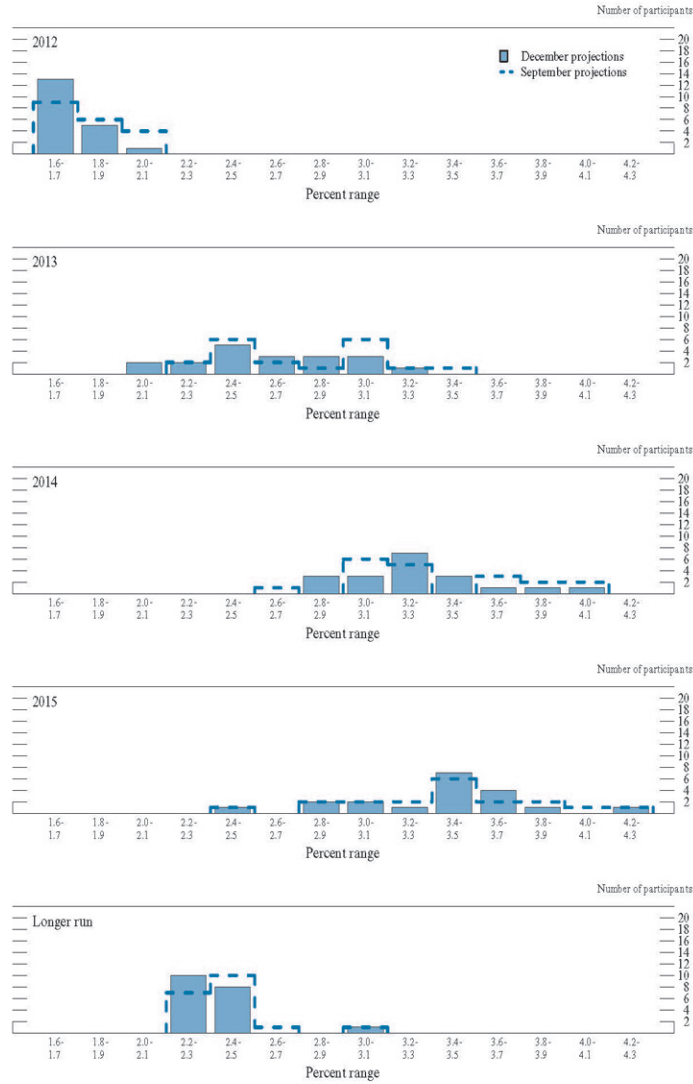 Number of participants
2012
December projections
September projections
20
18
16
14
12
10
8
6
4
2
1.6- 1.8- 2.0- 2.2- 2.4- 2.6- 2.8- 3.0- 3.2- 3.4- 3.6- 3.8- 4.0- 4.2-
1.7 1.9 2.1 2.3 2.5 2.7 2.9 3.1 3.3 3.5 3.7 3.9 4.1 4.3
Percent range
Number of participants
2013
20
18
16
14
12
10
8
6
4
2
1.6- 1.8- 2.0- 2.2- 2.4- 2.6- 2.8- 3.0- 3.2- 3.4- 3.6- 3.8- 4.0- 4.2-
1.7 1.9 2.1 2.3 2.5 2.7 2.9 3.1 3.3 3.5 3.7 3.9 4.1 4.3
Percent range
Number of participants
2014
20
18
16
14
12
10
8
6
4
2
1.6- 1.8- 2.0- 2.2- 2.4- 2.6- 2.8- 3.0- 3.2- 3.4- 3.6- 3.8- 4.0- 4.2-
1.7 1.9 2.1 2.3 2.5 2.7 2.9 3.1 3.3 3.5 3.7 3.9 4.1 4.3
Percent range
Number of participants
2015
20
18
16
14
12
10
8
6
4
2
1.6- 1.8- 2.0- 2.2- 2.4- 2.6- 2.8- 3.0- 3.2- 3.4- 3.6- 3.8- 4.0- 4.2-
1.7 1.9 2.1 2.3 2.5 2.7 2.9 3.1 3.3 3.5 3.7 3.9 4.1 4.3
Percent range
Number of participants
Longer run
20
18
16
14
12
10
8
6
4
2
1.6- 1.8- 2.0- 2.2- 2.4- 2.6- 2.8- 3.0- 3.2- 3.4- 3.6- 3.8- 4.0- 4.2-
1.7 1.9 2.1 2.3 2.5 2.7 2.9 3.1 3.3 3.5 3.7 3.9 4.1 4.3
Percent range